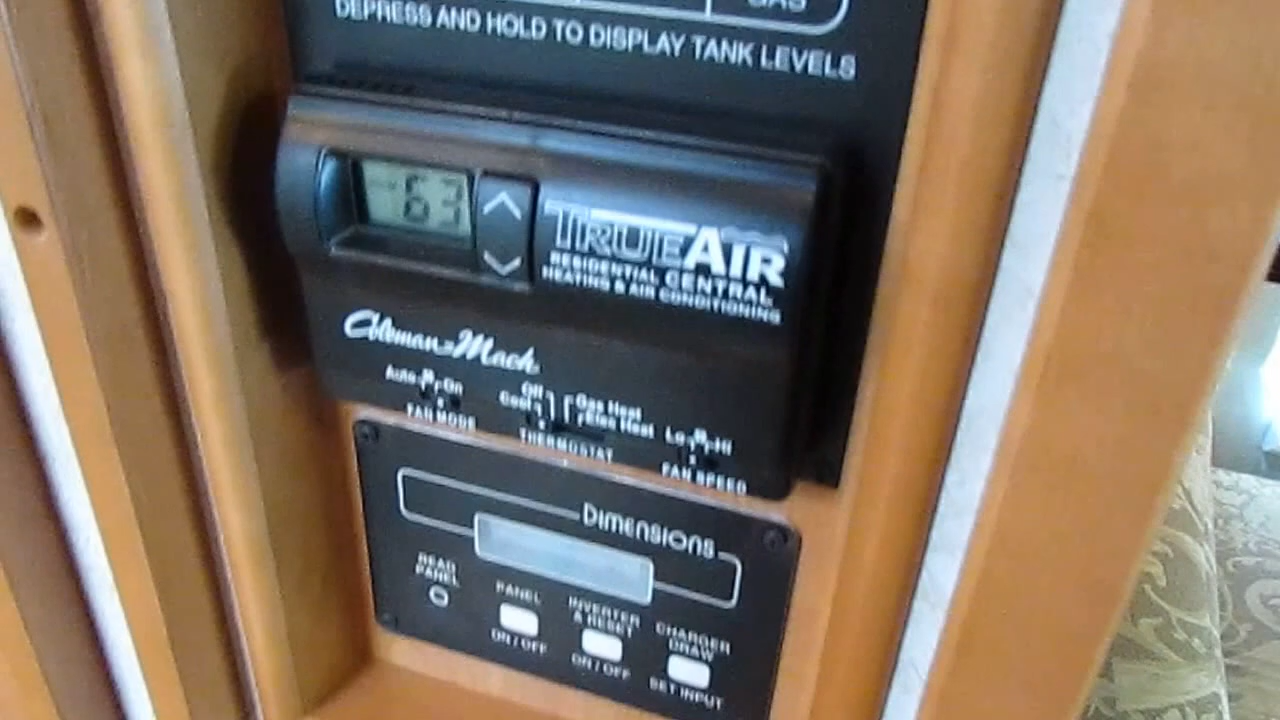 GAS
DEPRESS AND HOLD TO DISPLAY TANK LEVELS
63
TRUEAIR
RESIDENTIAL CENTRAL
HEATING & AIR CONDITIONING
Coleman-Mach
Auto On
FAN MODE
Off
Cool
Gas Heat
Elec Heat
THERMOSTAT
Lo Hi
FAN SPEED
DIMENSIONS
READ
PANEL
PANEL
ON / OFF
INVERTER
& RESET
ON / OFF
CHARGER
DRAW
SET INPUT